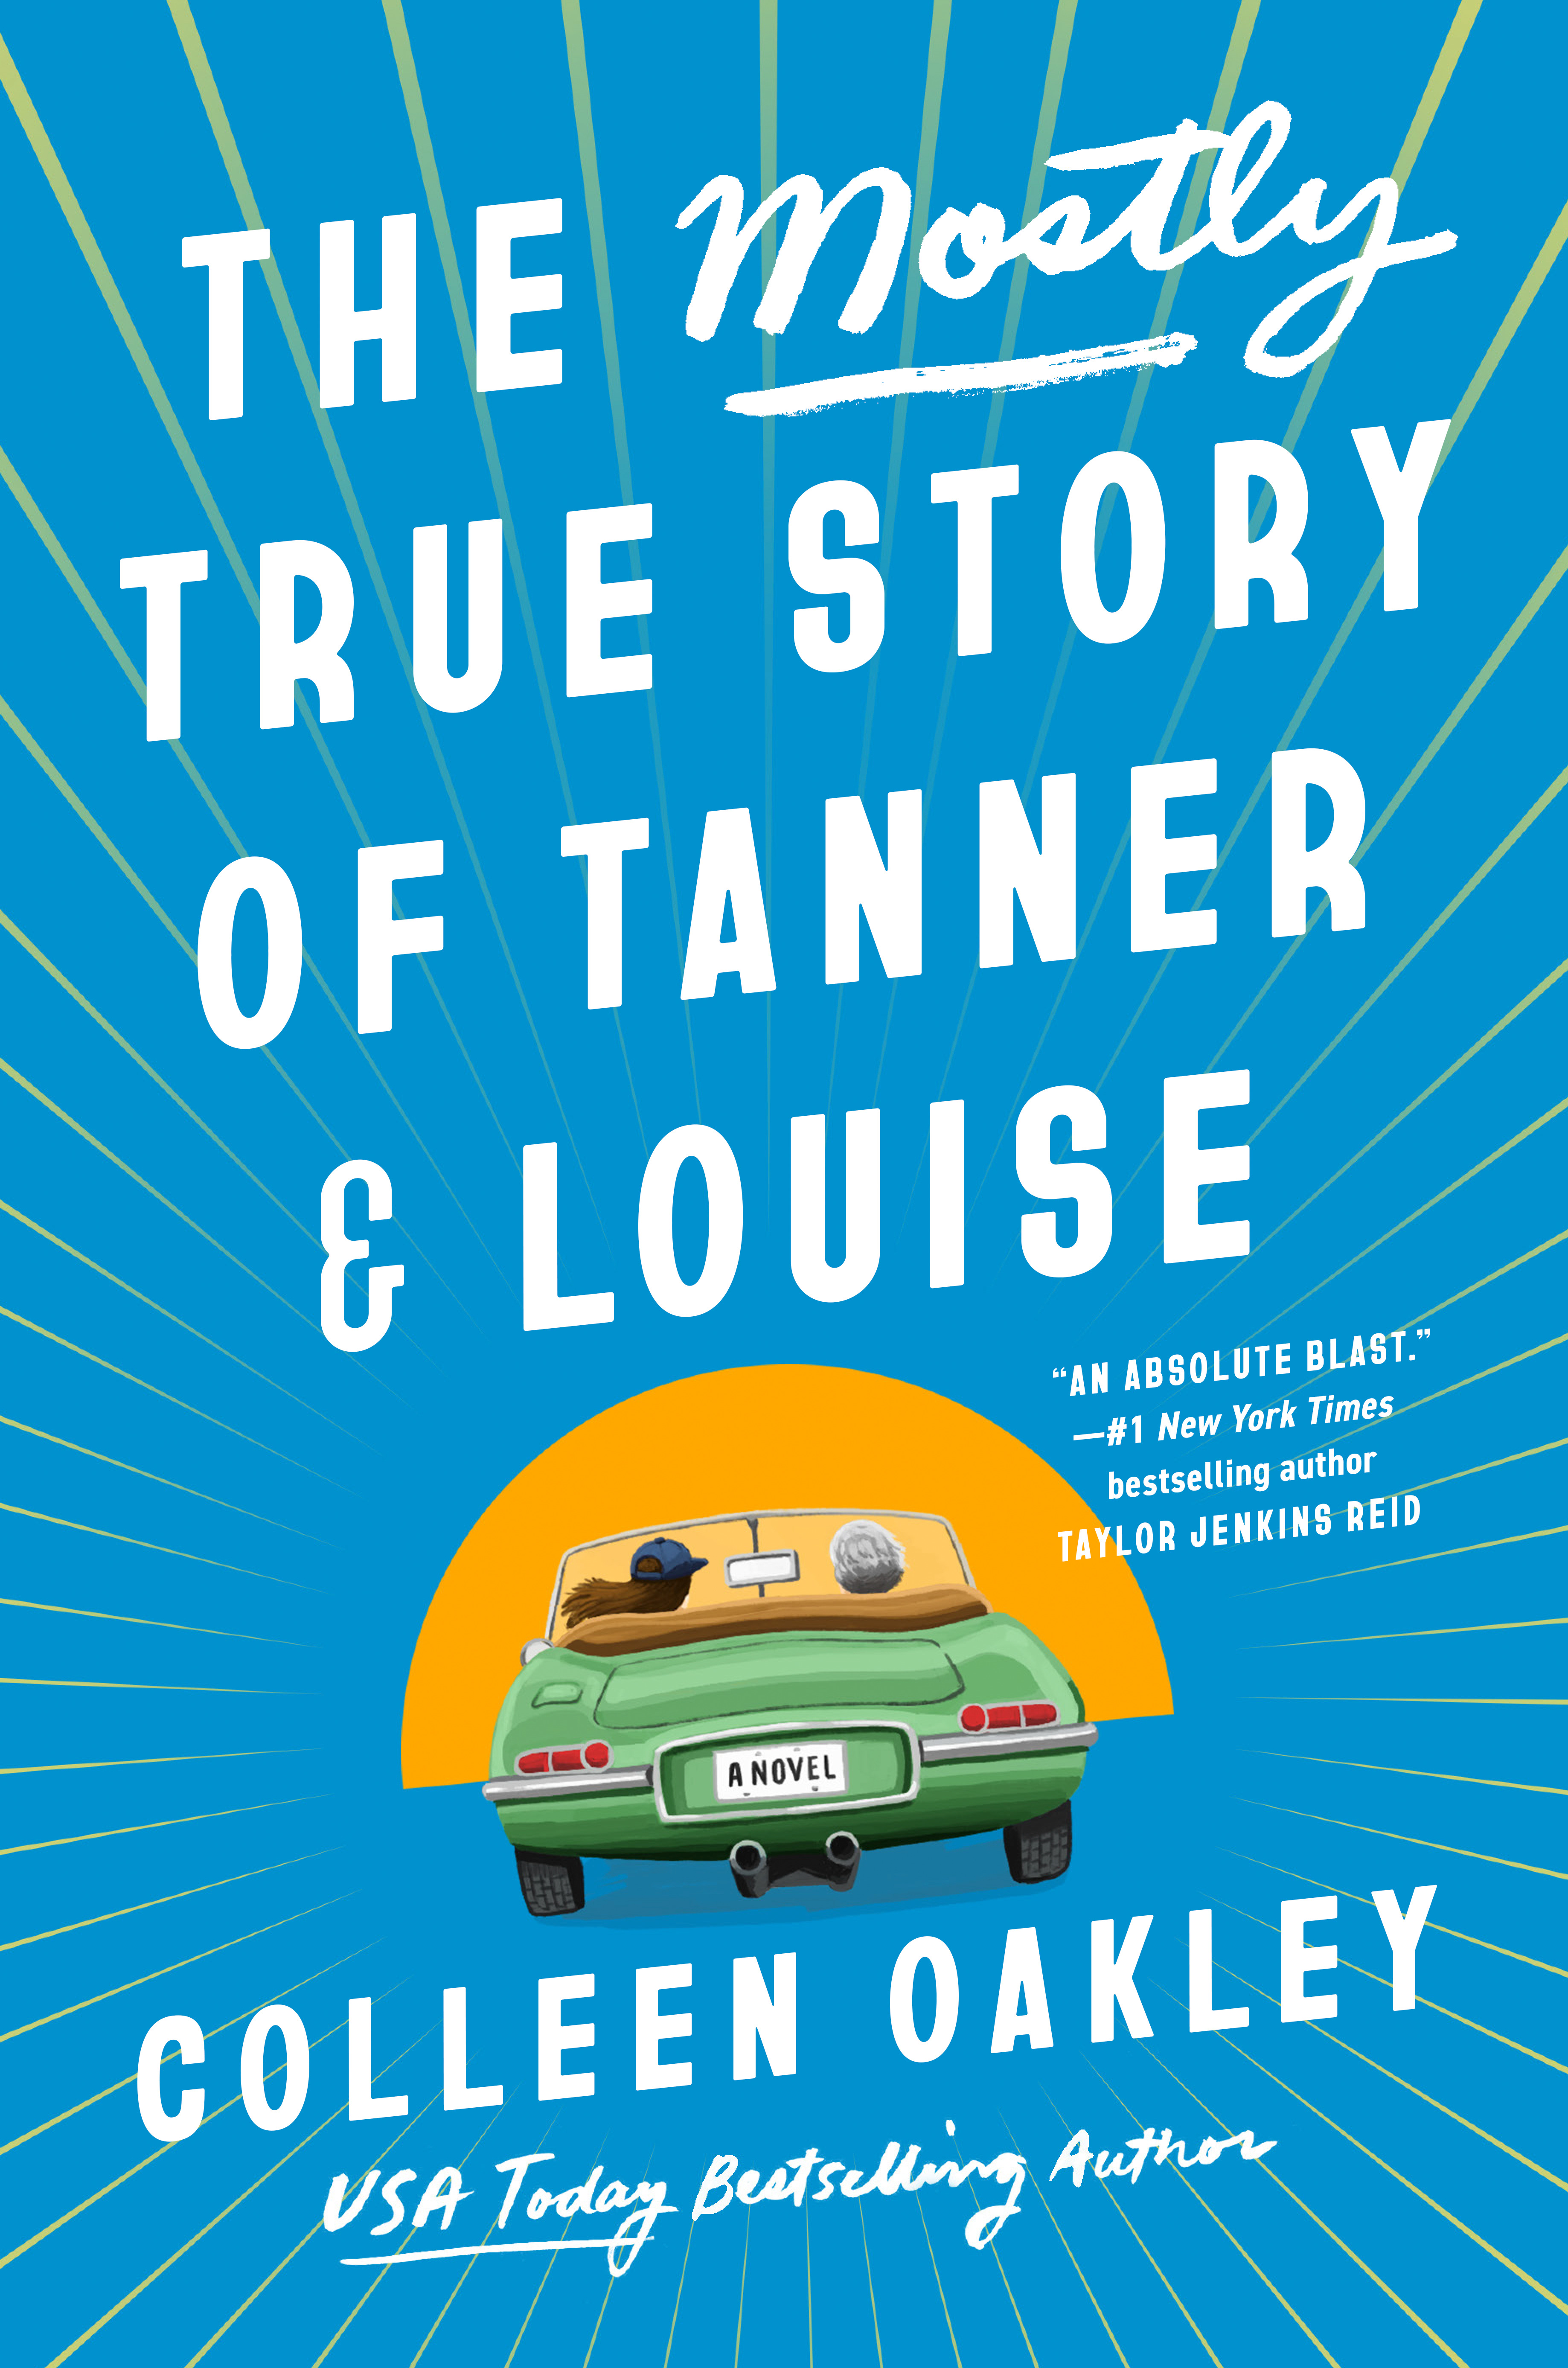 THE Mostly
TRUE STORY
OF TANNER
& LOUISE
“AN ABSOLUTE BLAST.”
—#1 New York Times
bestselling author
TAYLOR JENKINS REID
A NOVEL
COLLEEN OAKLEY
USA Today Bestselling Author